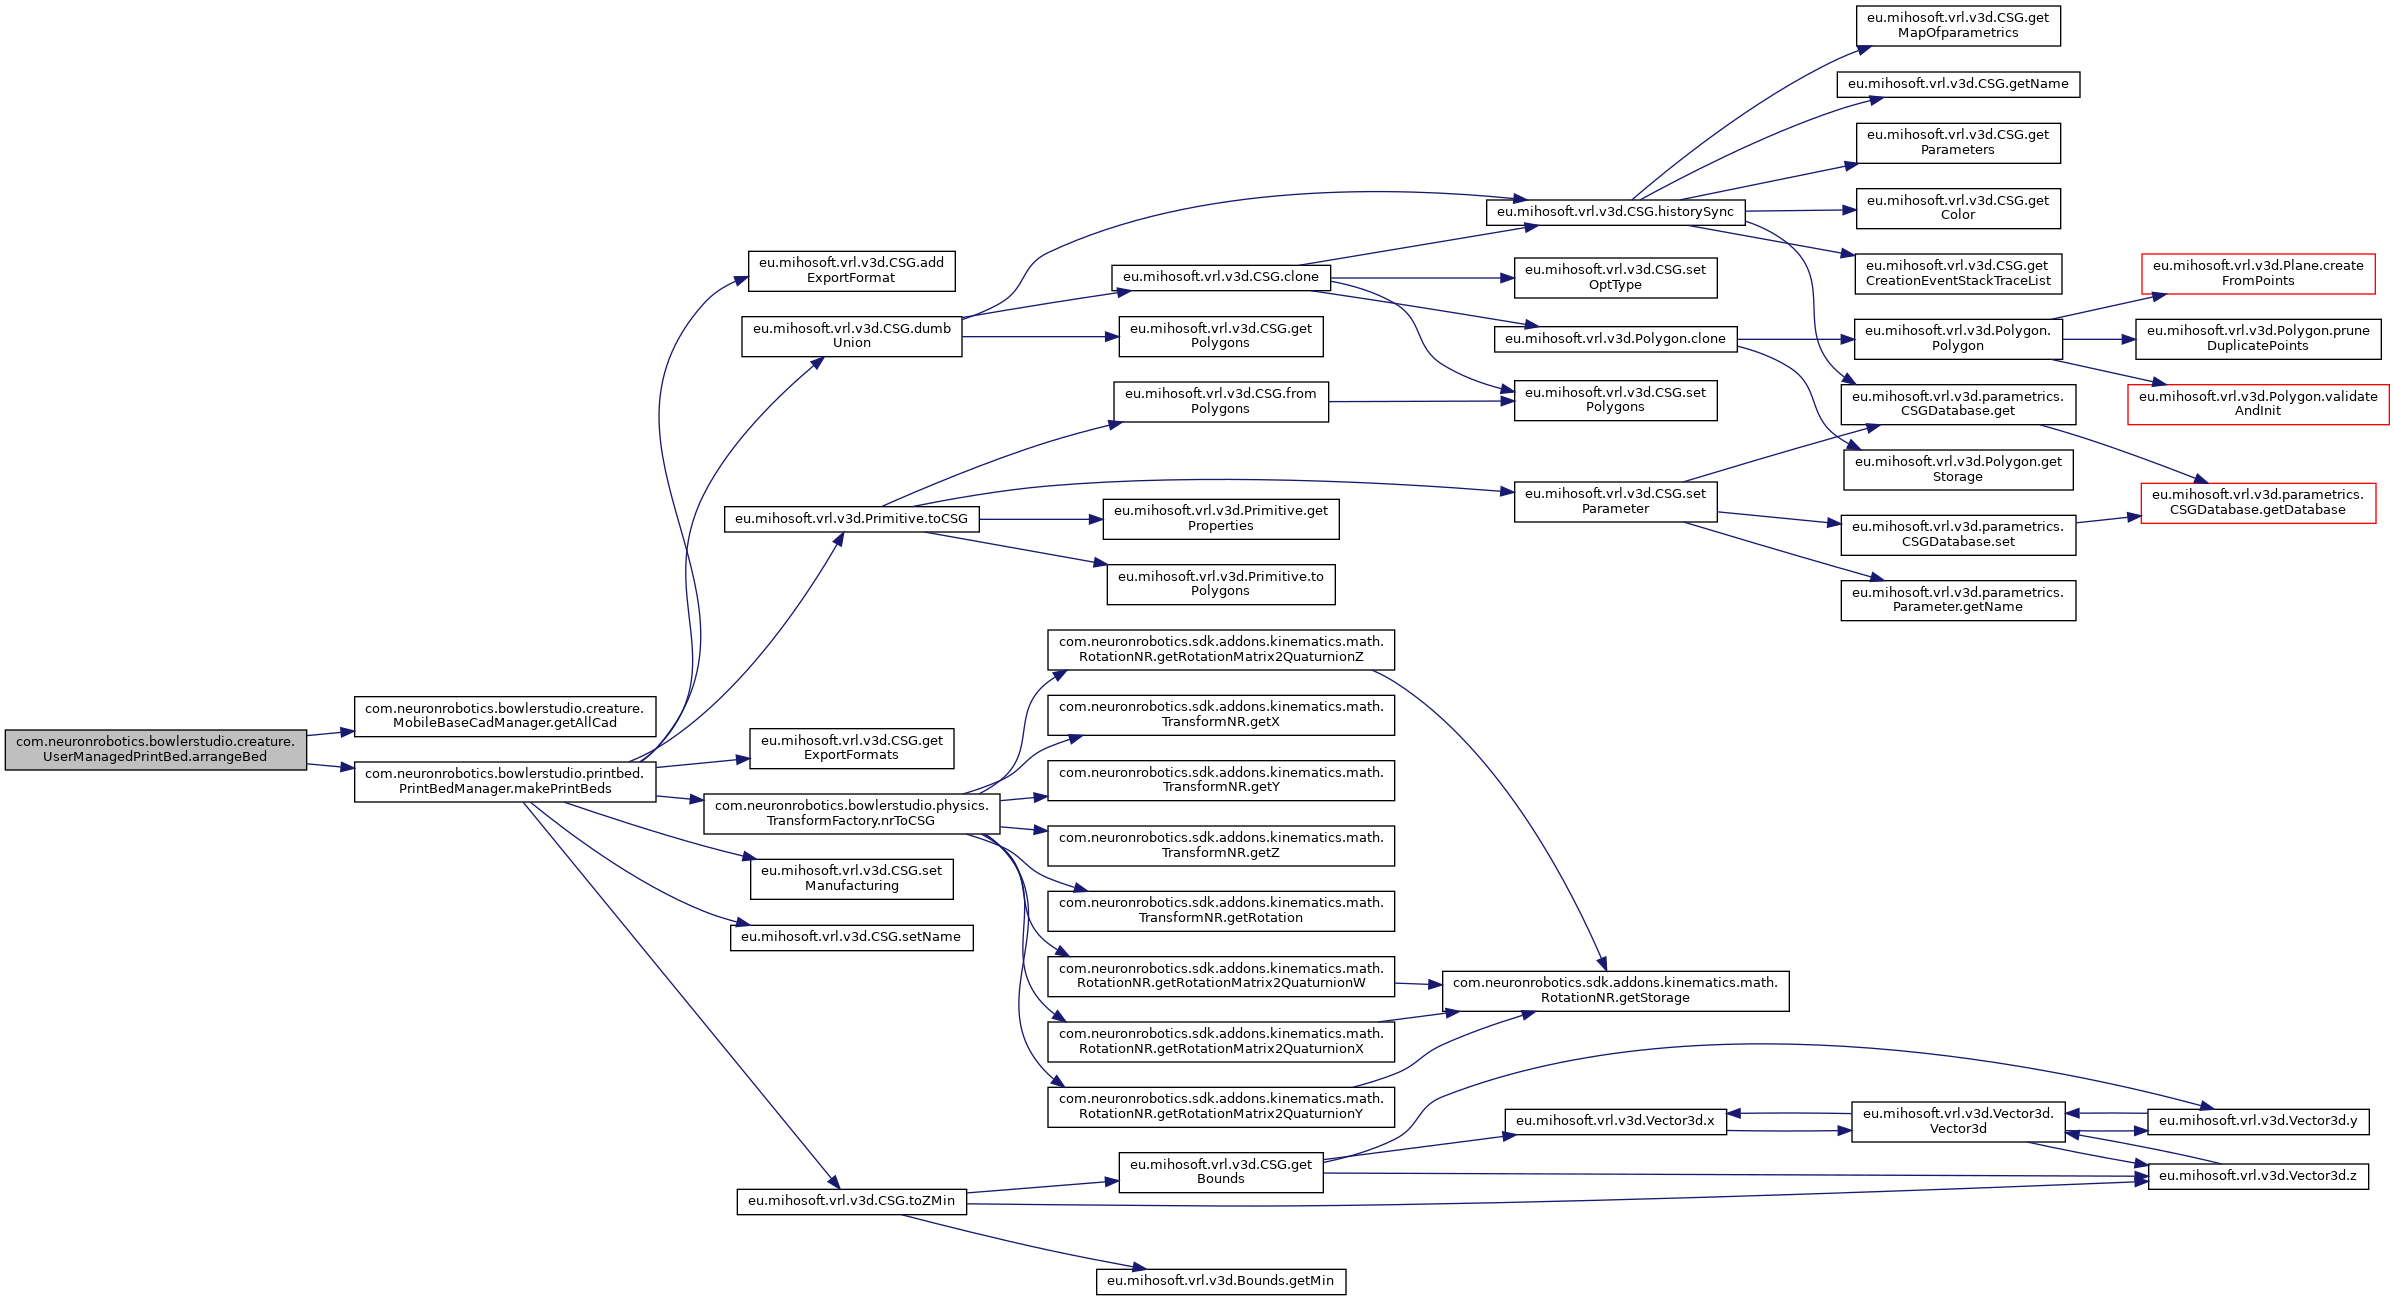 com.neuronrobotics.bowlerstudio.creature.
UserManagedPrintBed.arrangeBed
com.neuronrobotics.bowlerstudio.creature.
MobileBaseCadManager.getAllCad
com.neuronrobotics.bowlerstudio.printbed.
PrintBedManager.makePrintBeds
eu.mihosoft.vrl.v3d.CSG.add
ExportFormat
eu.mihosoft.vrl.v3d.CSG.dumb
Union
eu.mihosoft.vrl.v3d.Primitive.toCSG
eu.mihosoft.vrl.v3d.CSG.get
ExportFormats
com.neuronrobotics.bowlerstudio.physics.
TransformFactory.nrToCSG
eu.mihosoft.vrl.v3d.CSG.set
Manufacturing
eu.mihosoft.vrl.v3d.CSG.setName
eu.mihosoft.vrl.v3d.CSG.toZMin
eu.mihosoft.vrl.v3d.CSG.clone
eu.mihosoft.vrl.v3d.CSG.get
Polygons
eu.mihosoft.vrl.v3d.CSG.from
Polygons
eu.mihosoft.vrl.v3d.Primitive.get
Properties
eu.mihosoft.vrl.v3d.Primitive.to
Polygons
com.neuronrobotics.sdk.addons.kinematics.math.
RotationNR.getRotationMatrix2QuaturnionZ
com.neuronrobotics.sdk.addons.kinematics.math.
TransformNR.getX
com.neuronrobotics.sdk.addons.kinematics.math.
TransformNR.getY
com.neuronrobotics.sdk.addons.kinematics.math.
TransformNR.getZ
com.neuronrobotics.sdk.addons.kinematics.math.
TransformNR.getRotation
com.neuronrobotics.sdk.addons.kinematics.math.
RotationNR.getRotationMatrix2QuaturnionW
com.neuronrobotics.sdk.addons.kinematics.math.
RotationNR.getRotationMatrix2QuaturnionX
com.neuronrobotics.sdk.addons.kinematics.math.
RotationNR.getRotationMatrix2QuaturnionY
eu.mihosoft.vrl.v3d.CSG.get
Bounds
eu.mihosoft.vrl.v3d.Bounds.getMin
eu.mihosoft.vrl.v3d.CSG.historySync
eu.mihosoft.vrl.v3d.CSG.set
OptType
eu.mihosoft.vrl.v3d.Polygon.clone
eu.mihosoft.vrl.v3d.CSG.set
Polygons
eu.mihosoft.vrl.v3d.CSG.set
Parameter
com.neuronrobotics.sdk.addons.kinematics.math.
RotationNR.getStorage
eu.mihosoft.vrl.v3d.Vector3d.x
eu.mihosoft.vrl.v3d.CSG.get
MapOfparametrics
eu.mihosoft.vrl.v3d.CSG.getName
eu.mihosoft.vrl.v3d.CSG.get
Parameters
eu.mihosoft.vrl.v3d.CSG.get
Color
eu.mihosoft.vrl.v3d.CSG.get
CreationEventStackTraceList
eu.mihosoft.vrl.v3d.Polygon.
Polygon
eu.mihosoft.vrl.v3d.parametrics.
CSGDatabase.get
eu.mihosoft.vrl.v3d.Polygon.get
Storage
eu.mihosoft.vrl.v3d.parametrics.
CSGDatabase.set
eu.mihosoft.vrl.v3d.parametrics.
Parameter.getName
eu.mihosoft.vrl.v3d.Vector3d.
Vector3d
eu.mihosoft.vrl.v3d.Plane.create
FromPoints
eu.mihosoft.vrl.v3d.Polygon.prune
DuplicatePoints
eu.mihosoft.vrl.v3d.Polygon.validate
AndInit
eu.mihosoft.vrl.v3d.parametrics.
CSGDatabase.getDatabase
eu.mihosoft.vrl.v3d.Vector3d.y
eu.mihosoft.vrl.v3d.Vector3d.z